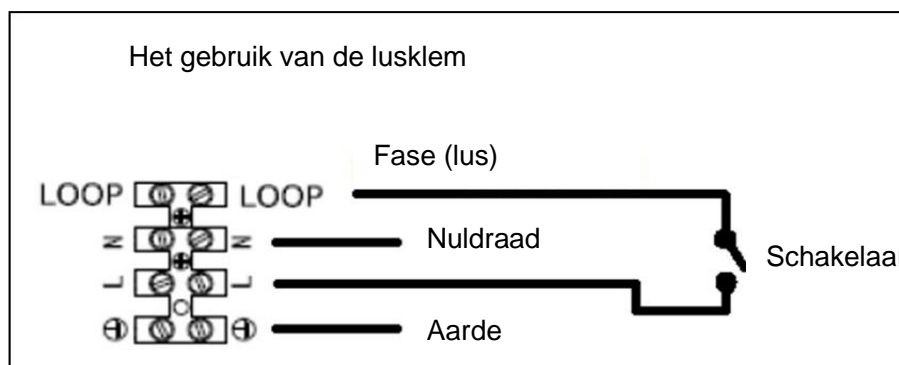 Het gebruik van de lusklem
Fase (lus)
LOOP LOOP
N N Nuldraad
Schakelaar
L L
Aarde